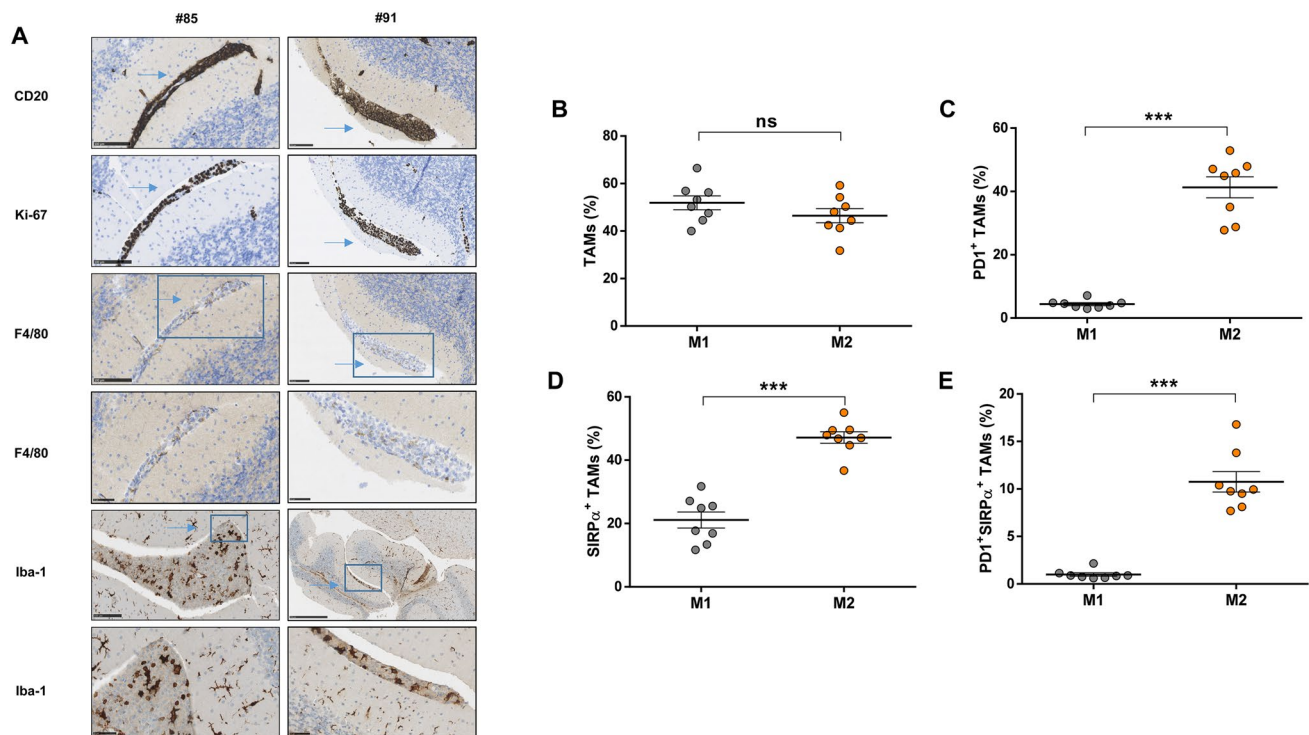 #85 #91
A
CD20
Ki-67
F4/80
F4/80
Iba-1
Iba-1
B
ns
TAMs (%)
80
60
40
20
0
M1 M2
C
***
PD1+ TAMs (%)
60
40
20
0
M1 M2
D
***
SIRPα+ TAMs (%)
60
40
20
0
M1 M2
E
***
PD1+SIRPα+ TAMs (%)
20
15
10
5
0
M1 M2